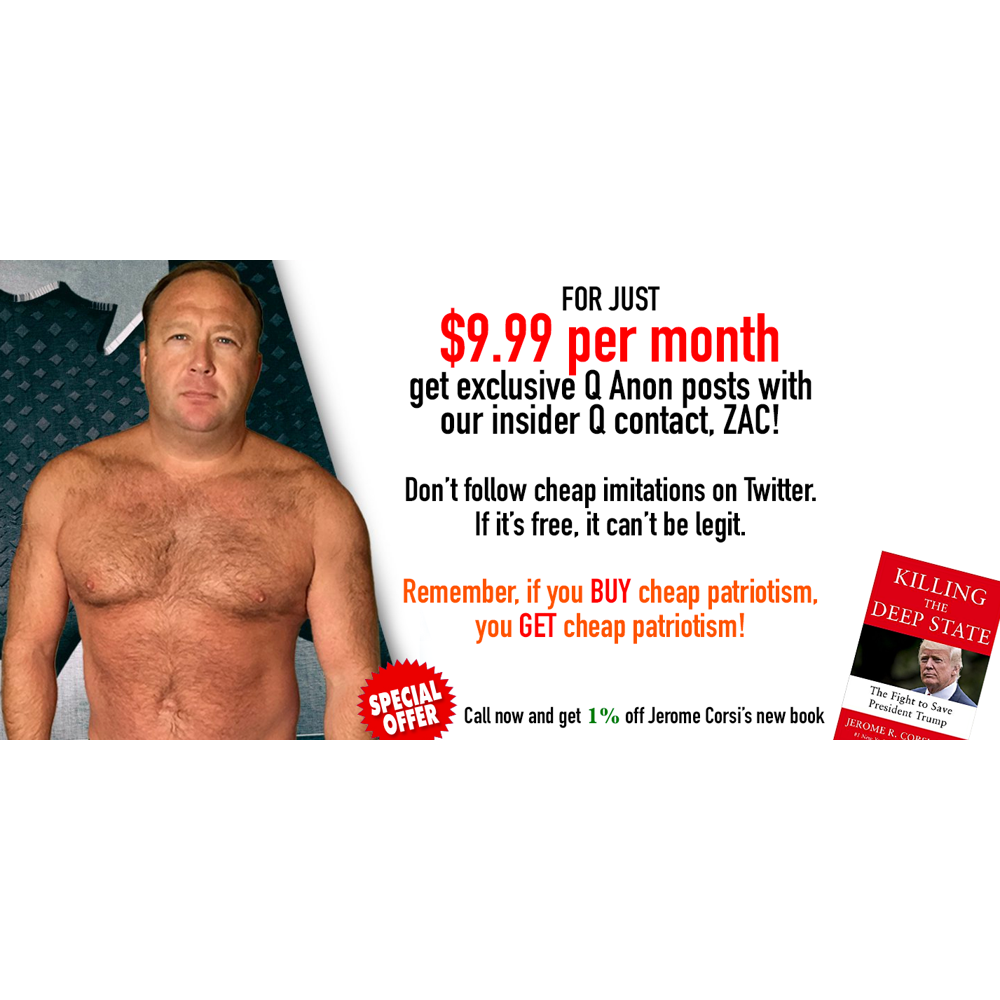 FOR JUST
$9.99 per month
get exclusive Q Anon posts with
our insider Q contact, ZAC!
Don't follow cheap imitations on Twitter.
If it's free, it can't be legit.
Remember, if you BUY cheap patriotism,
you GET cheap patriotism!
SPECIAL
OFFER
Call now and get 1% off Jerome Corsi's new book
KILLING
THE
DEEP STATE
The Fight to Save
President Trump
JEROME R.